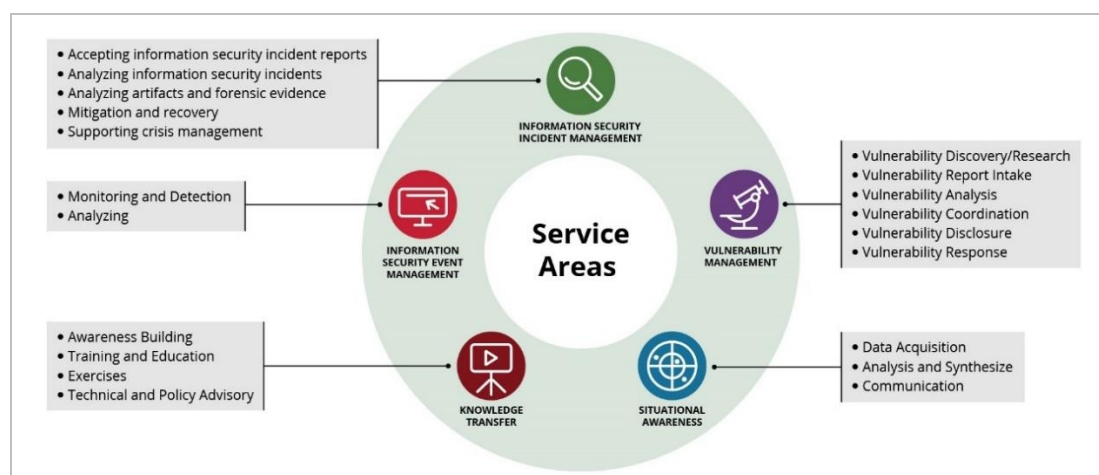 • Accepting information security incident reports
• Analyzing information security incidents
• Analyzing artifacts and forensic evidence
• Mitigation and recovery
• Supporting crisis management
INFORMATION SECURITY
INCIDENT MANAGEMENT
• Monitoring and Detection
• Analyzing
INFORMATION
SECURITY EVENT
MANAGEMENT
Service
Areas
VULNERABILITY
MANAGEMENT
• Vulnerability Discovery/Research
• Vulnerability Report Intake
• Vulnerability Analysis
• Vulnerability Coordination
• Vulnerability Disclosure
• Vulnerability Response
• Awareness Building
• Training and Education
• Exercises
• Technical and Policy Advisory
KNOWLEDGE
TRANSFER
SITUATIONAL
AWARENESS
• Data Acquisition
• Analysis and Synthesize
• Communication